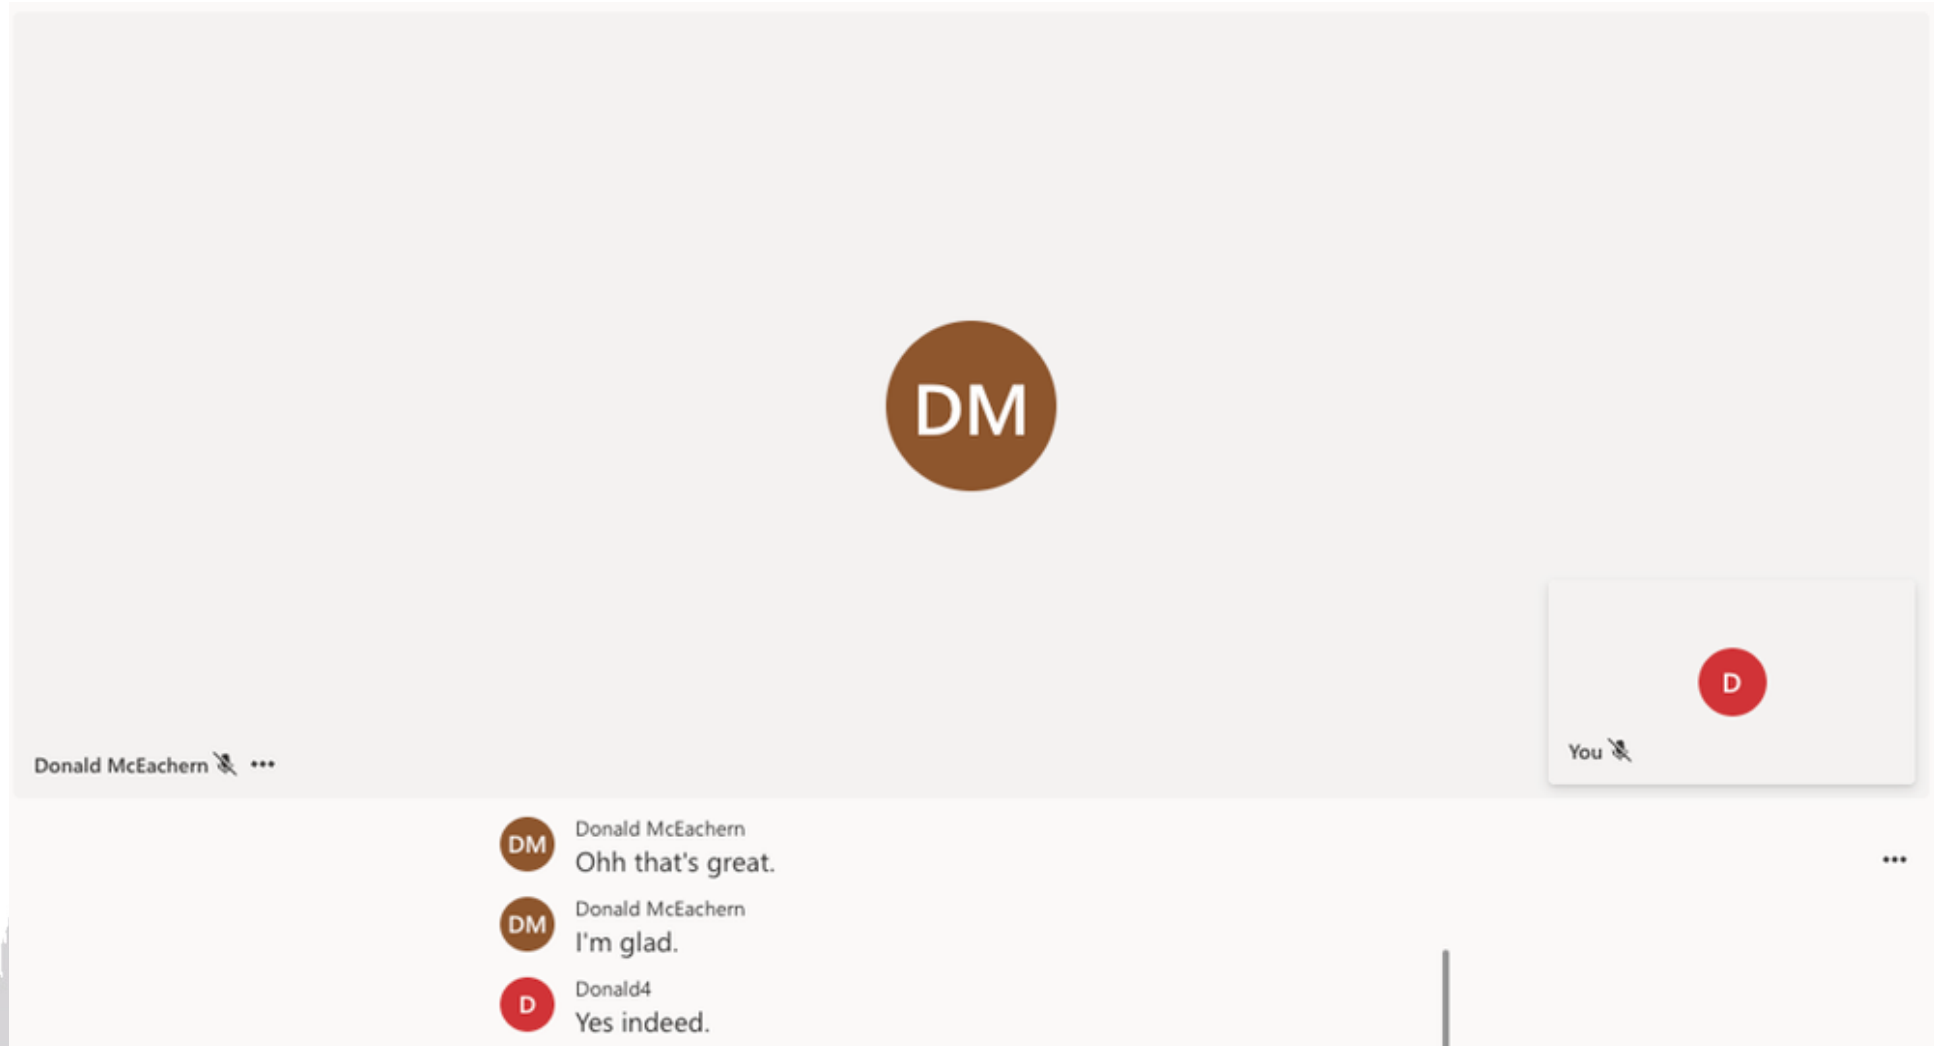 DM
D
You
Donald McEachern
DM
Donald McEachern
Ohh that's great.
DM
Donald McEachern
I'm glad.
D
Donald4
Yes indeed.